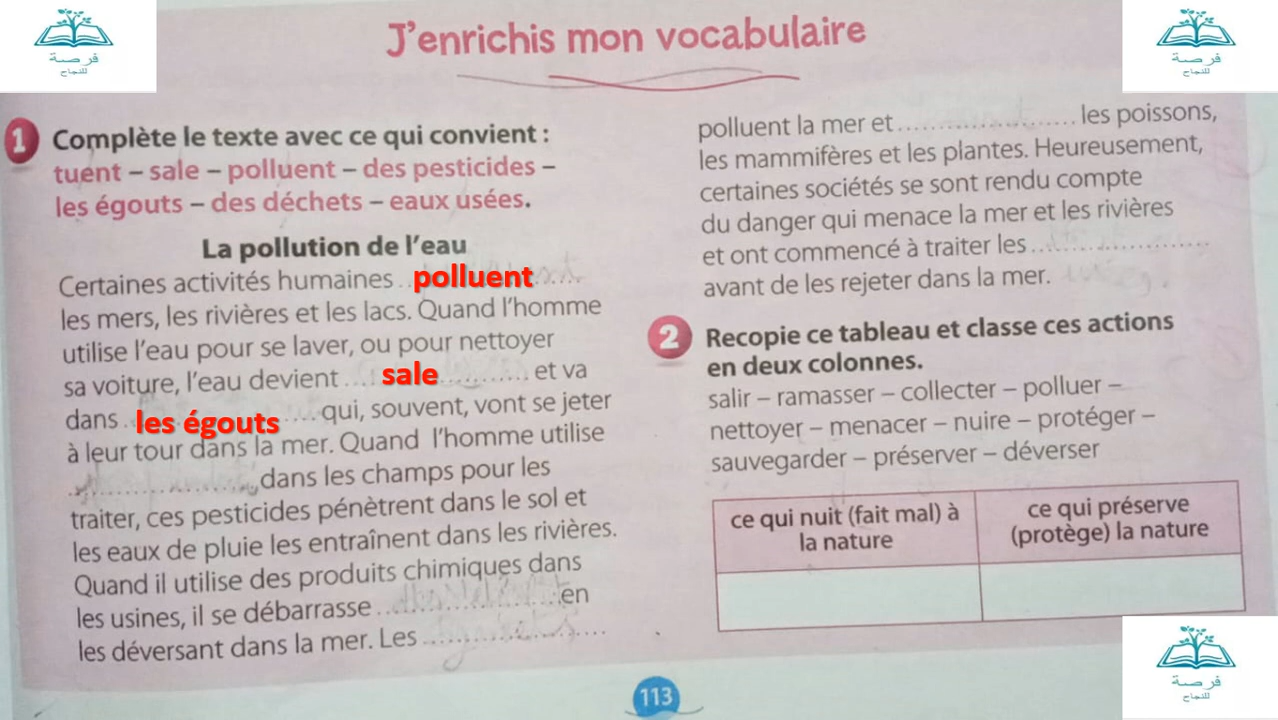 فرصة
للنجاح
J'enrichis mon vocabulaire
فرصة
للنجاح
1 Complète le texte avec ce qui convient :
tuent – sale – polluent – des pesticides –
les égouts – des déchets – eaux usées.
La pollution de l'eau
Certaines activités humaines .. polluent .....
les mers, les rivières et les lacs. Quand l'homme
utilise l'eau pour se laver, ou pour nettoyer
sa voiture, l'eau devient .... sale ........... et va
dans .. les égouts .... qui, souvent, vont se jeter
à leur tour dans la mer. Quand l'homme utilise
........................ dans les champs pour les
traiter, ces pesticides pénètrent dans le sol et
les eaux de pluie les entraînent dans les rivières.
Quand il utilise des produits chimiques dans
les usines, il se débarrasse ........................ en
les déversant dans la mer. Les ........................
polluent la mer et ........................ les poissons,
les mammifères et les plantes. Heureusement,
certaines sociétés se sont rendu compte
du danger qui menace la mer et les rivières
et ont commencé à traiter les ........................
avant de les rejeter dans la mer.
2 Recopie ce tableau et classe ces actions
en deux colonnes.
salir – ramasser – collecter – polluer –
nettoyer – menacer – nuire – protéger –
sauvegarder – préserver – déverser
ce qui nuit (fait mal) à
la nature
ce qui préserve
(protège) la nature
113
فرصة
للنجاح